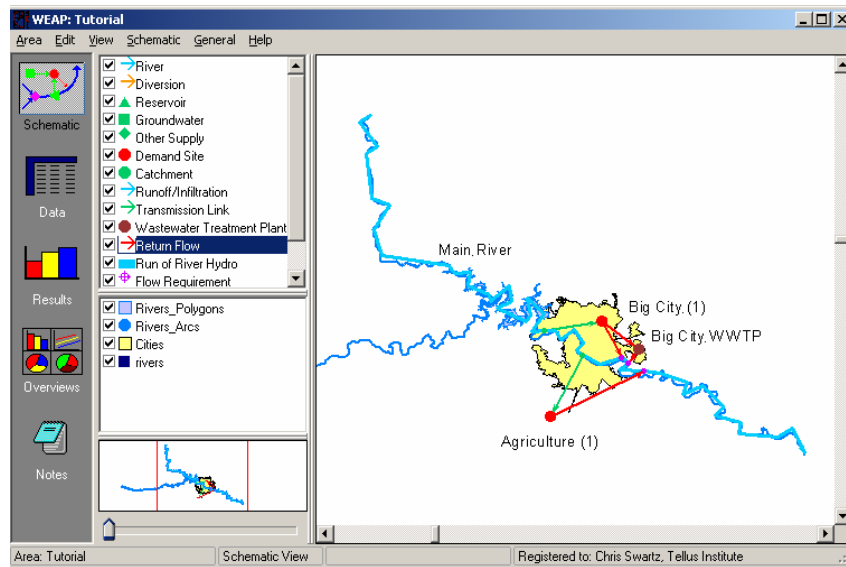 WEAP: Tutorial
Area Edit View Schematic General Help
Schematic
Data
Results
Overviews
Notes
River
Diversion
Reservoir
Groundwater
Other Supply
Demand Site
Catchment
Runoff/Infiltration
Transmission Link
Wastewater Treatment Plant
Return Flow
Run of River Hydro
Flow Requirement
Rivers_Polygons
Rivers_Arcs
Cities
rivers
Main, River
Big City, (1)
Big City, WWTP
Agriculture (1)
Area: Tutorial
Schematic View
Registered to: Chris Swartz, Tellus Institute